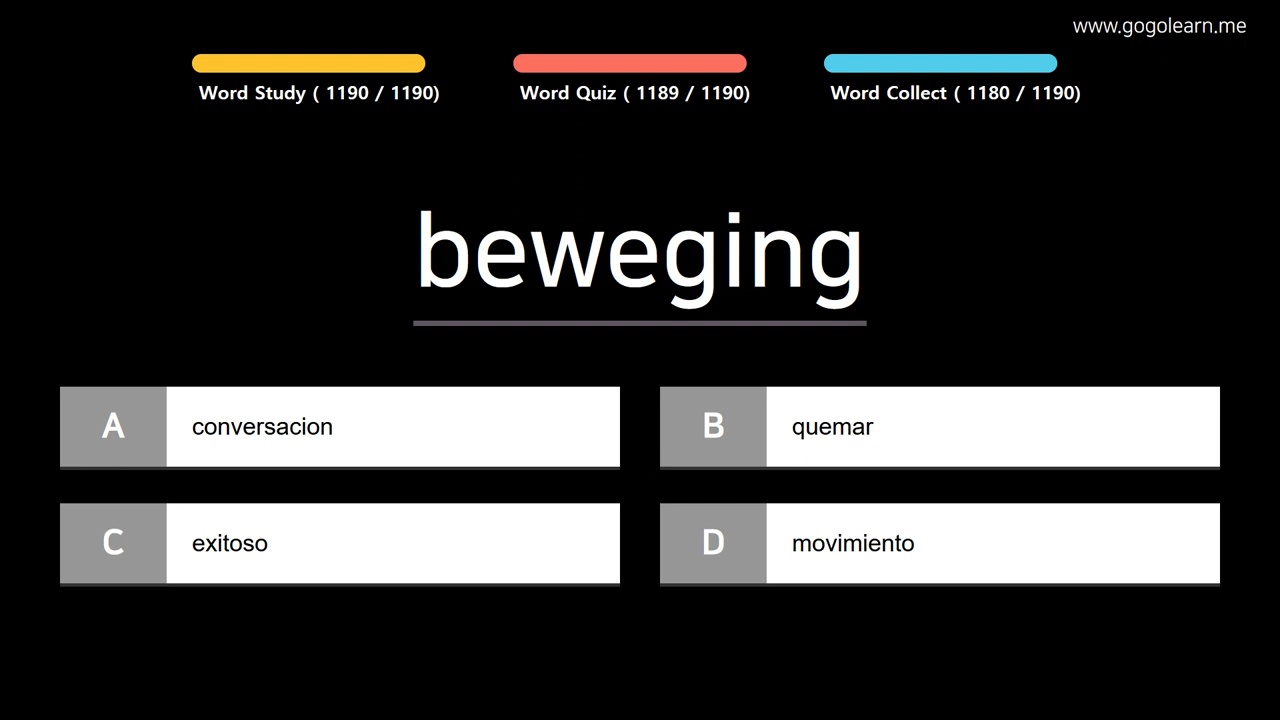 www.gogolearn.me
Word Study ( 1190 / 1190)
Word Quiz ( 1189 / 1190)
Word Collect ( 1180 / 1190)
beweging
A conversacion
B quemar
C exitoso
D movimiento